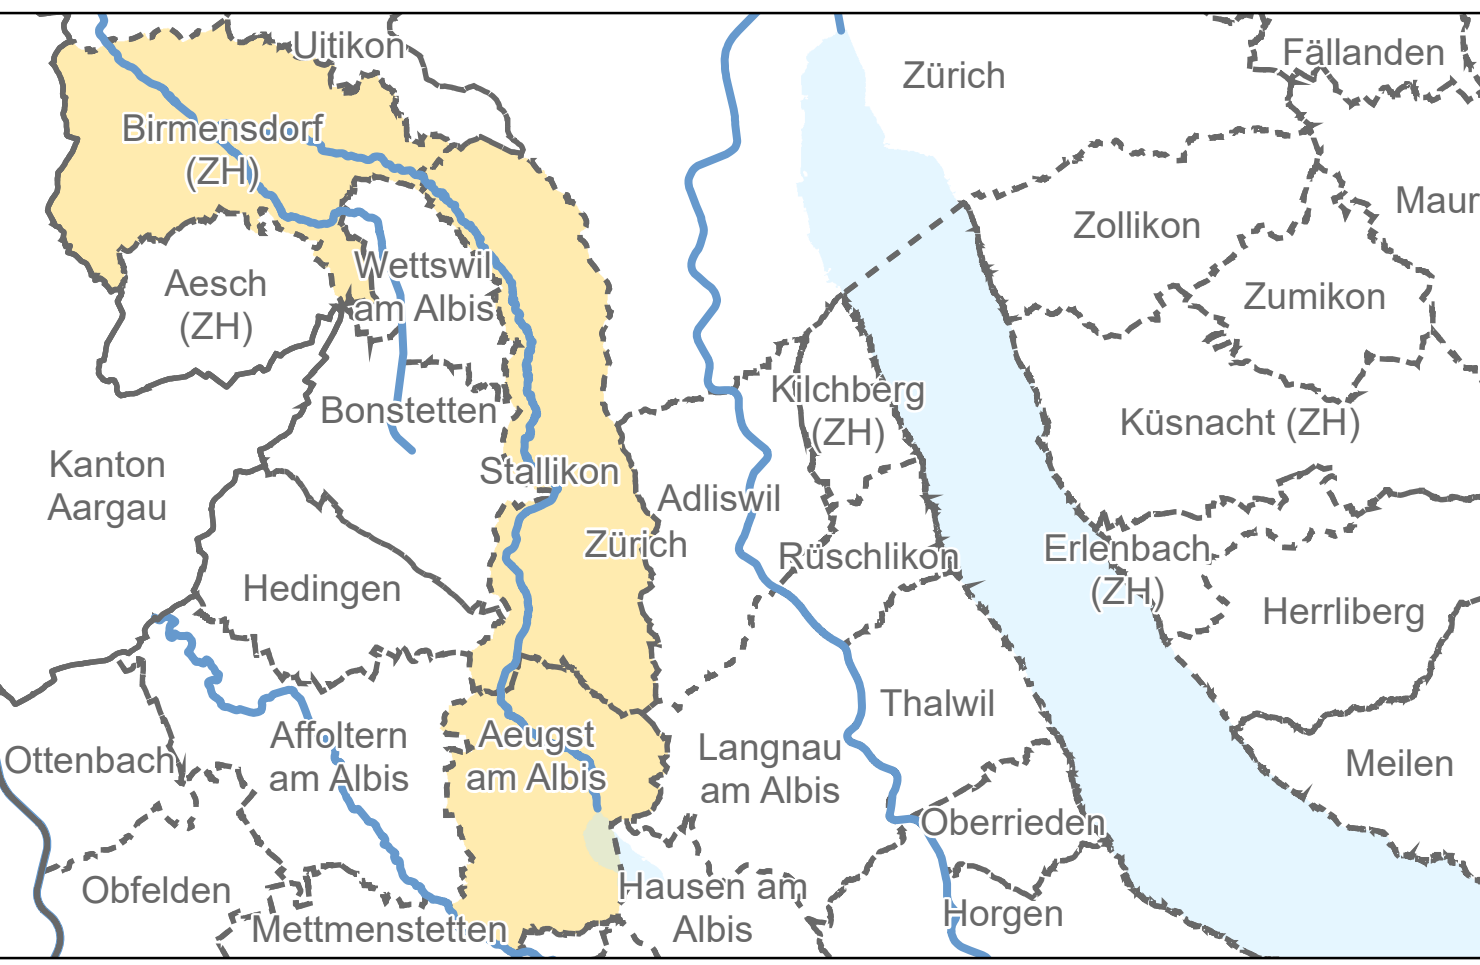 Uitikon
Zürich
Fällanden
Birmensdorf
(ZH)
Maur
Zollikon
Wettswil
am Albis
Aesch
(ZH)
Zumikon
Kilchberg
(ZH)
Bonstetten
Küsnacht (ZH)
Kanton
Aargau
Stallikon
Adliswil
Zürich
Rüschlikon
Erlenbach
(ZH)
Hedingen
Herrliberg
Thalwil
Affoltern
am Albis
Aeugst
am Albis
Langnau
am Albis
Ottenbach
Meilen
Oberrieden
Obfelden
Hausen am
Albis
Horgen
Mettmenstetten